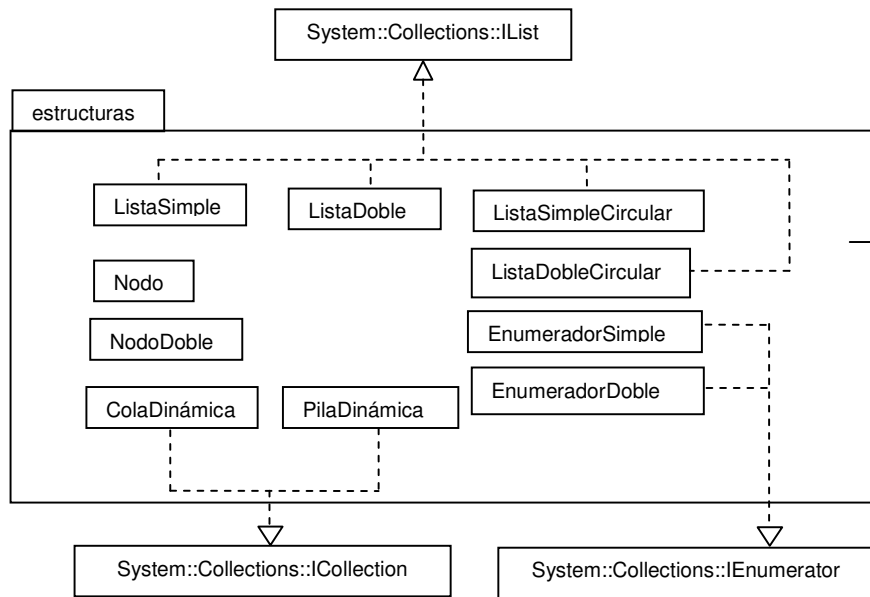 System::Collections::IList
estructuras
ListaSimple
ListaDoble
ListaSimpleCircular
ListaDobleCircular
Nodo
EnumeradorSimple
NodoDoble
EnumeradorDoble
ColaDinámica
PilaDinámica
System::Collections::ICollection
System::Collections::IEnumerator